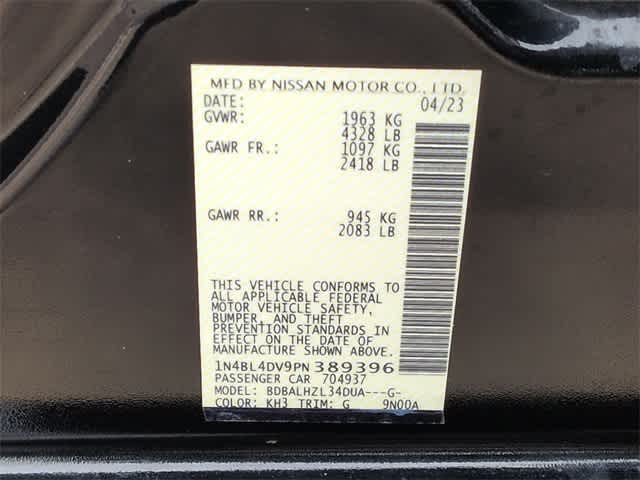 MFD BY NISSAN MOTOR CO., LTD.
DATE: 04/23
GVWR: 1963 KG
4328 LB
GAWR FR.: 1097 KG
2418 LB
GAWR RR.: 945 KG
2083 LB
THIS VEHICLE CONFORMS TO
ALL APPLICABLE FEDERAL
MOTOR VEHICLE SAFETY,
BUMPER, AND THEFT
PREVENTION STANDARDS IN
EFFECT ON THE DATE OF
MANUFACTURE SHOWN ABOVE.
1N4BL4DV9PN389396
PASSENGER CAR 704937
MODEL: BDBALHZL34DUA---G-
COLOR: KH3 TRIM: G 9N00A